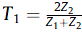 T₁ = 2Z₂ / (Z₁+Z₂)